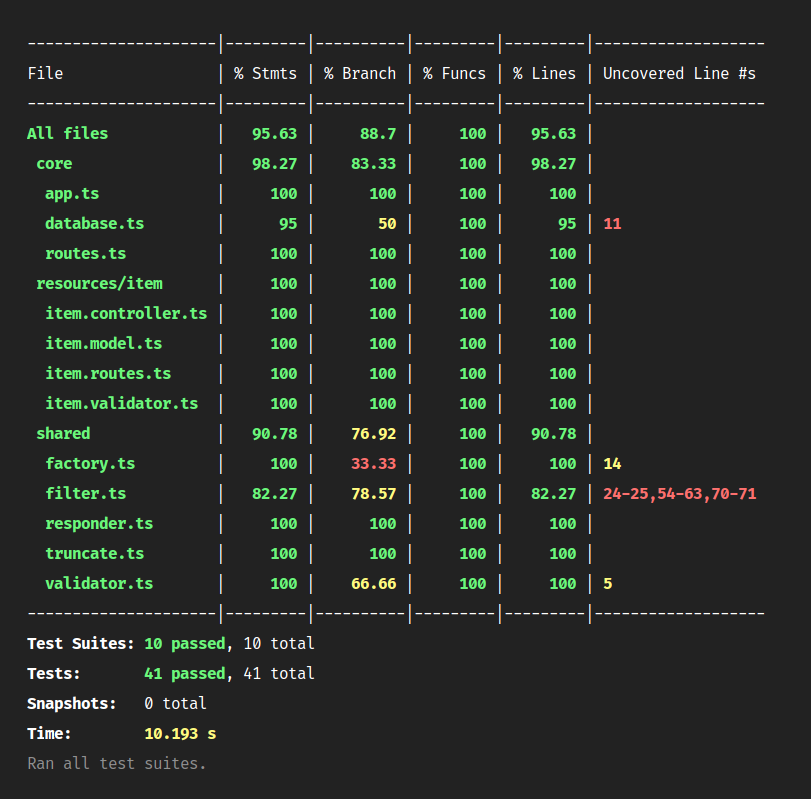 ---------------------|---------|----------|---------|---------|-------------------
File                 | % Stmts | % Branch | % Funcs | % Lines | Uncovered Line #s
---------------------|---------|----------|---------|---------|-------------------
All files            |   95.63 |     88.7 |     100 |   95.63 |
 core                |   98.27 |    83.33 |     100 |   98.27 |
  app.ts             |     100 |      100 |     100 |     100 |
  database.ts        |      95 |       50 |     100 |      95 | 11
  routes.ts          |     100 |      100 |     100 |     100 |
 resources/item      |     100 |      100 |     100 |     100 |
  item.controller.ts |     100 |      100 |     100 |     100 |
  item.model.ts      |     100 |      100 |     100 |     100 |
  item.routes.ts     |     100 |      100 |     100 |     100 |
  item.validator.ts  |     100 |      100 |     100 |     100 |
 shared              |   90.78 |    76.92 |     100 |   90.78 |
  factory.ts         |     100 |    33.33 |     100 |     100 | 14
  filter.ts          |   82.27 |    78.57 |     100 |   82.27 | 24-25,54-63,70-71
  responder.ts       |     100 |      100 |     100 |     100 |
  truncate.ts        |     100 |      100 |     100 |     100 |
  validator.ts       |     100 |    66.66 |     100 |     100 | 5
---------------------|---------|----------|---------|---------|-------------------
Test Suites: 10 passed, 10 total
Tests:       41 passed, 41 total
Snapshots:   0 total
Time:        10.193 s
Ran all test suites.